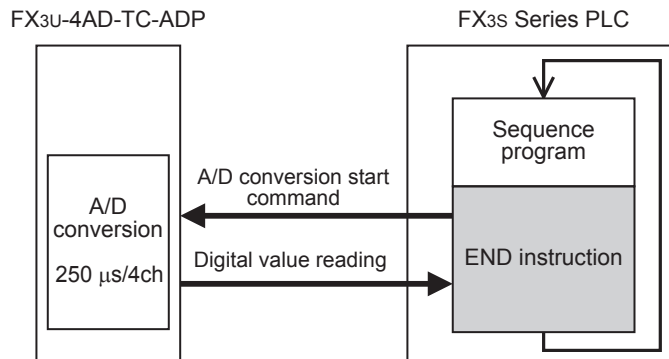 FX3U-4AD-TC-ADP
FX3S Series PLC
Sequence
program
A/D conversion start
command
A/D
conversion
250 μs/4ch
Digital value reading
END instruction